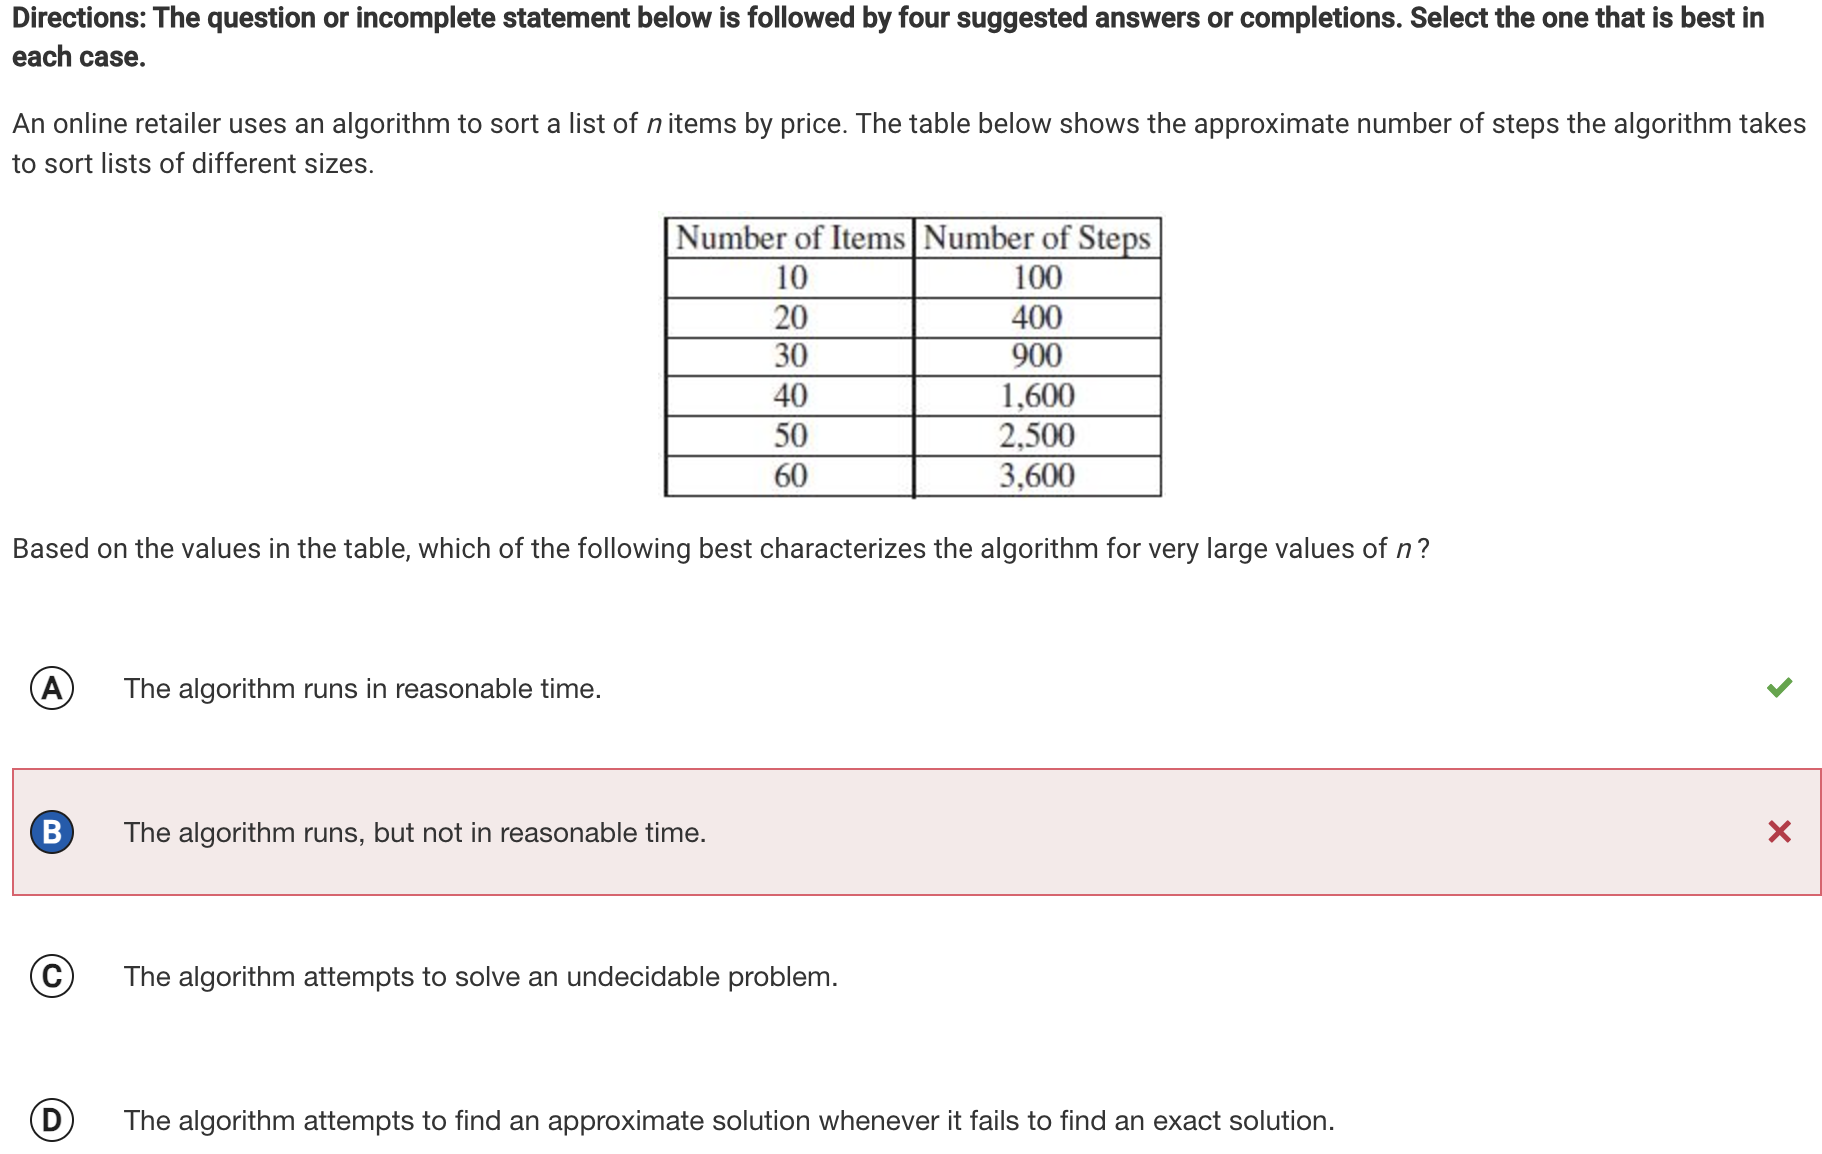 Directions: The question or incomplete statement below is followed by four suggested answers or completions. Select the one that is best in
each case.
An online retailer uses an algorithm to sort a list of n items by price. The table below shows the approximate number of steps the algorithm takes
to sort lists of different sizes.
Number of Items Number of Steps
10 100
20 400
30 900
40 1,600
50 2,500
60 3,600
Based on the values in the table, which of the following best characterizes the algorithm for very large values of n ?
A The algorithm runs in reasonable time.
B The algorithm runs, but not in reasonable time.
C The algorithm attempts to solve an undecidable problem.
D The algorithm attempts to find an approximate solution whenever it fails to find an exact solution.